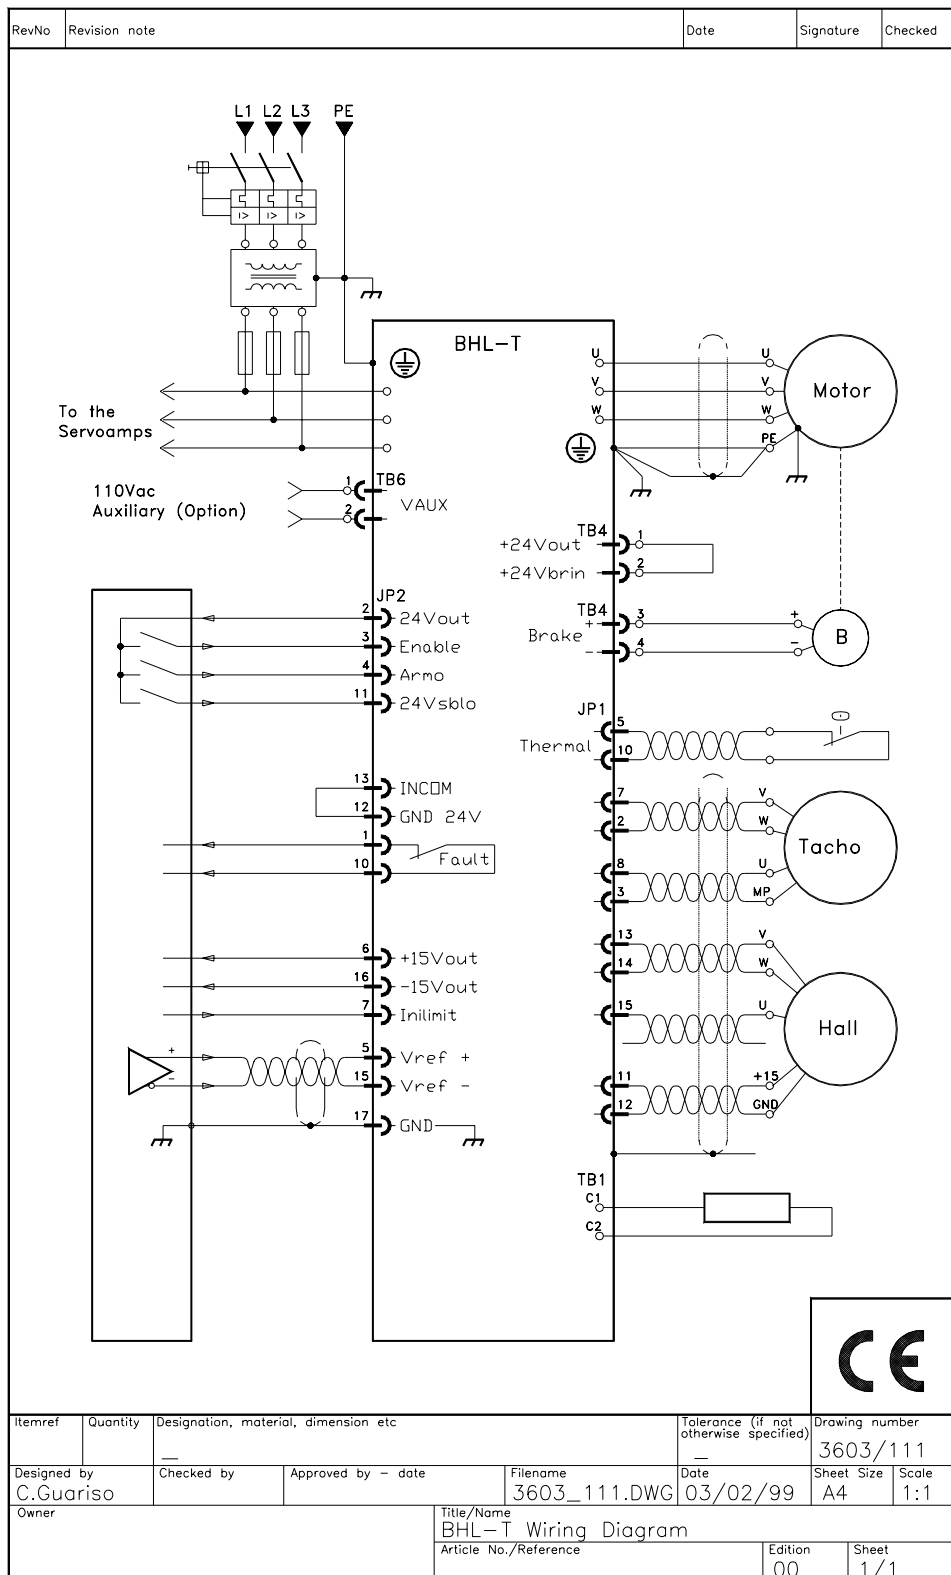 RevNo Revision note Date Signature Checked
L1 L2 L3 PE
I> I> I>
BHL-T
U U
V V Motor
W W
PE
To the
Servoamps
110Vac
Auxiliary (Option)
1 TB6
VAUX
2
TB4
+24Vout 1
+24Vbrin 2
TB4
Brake + 3 + B
- 4 -
JP2
2 24Vout
3 Enable
4 Armo
11 24Vsblo
JP1
Thermal 5
10
13 INCOM
12 GND 24V
1 Fault
10
7 V
2 W
Tacho
8 U
3 MP
6 +15Vout
16 -15Vout
7 Inilimit
13 V
14 W
15 U
Hall
11 +15
12 GND
+ 5 Vref +
- 15 Vref -
17 GND
TB1
C1
C2
CE
Itemref Quantity Designation, material, dimension etc Tolerance (if not otherwise specified) Drawing number
_ _ 3603/111
Designed by Checked by Approved by - date Filename Date Sheet Size Scale
C.Guariso 3603_111.DWG 03/02/99 A4 1:1
Owner Title/Name
BHL-T Wiring Diagram
Article No./Reference Edition Sheet
00 1/1